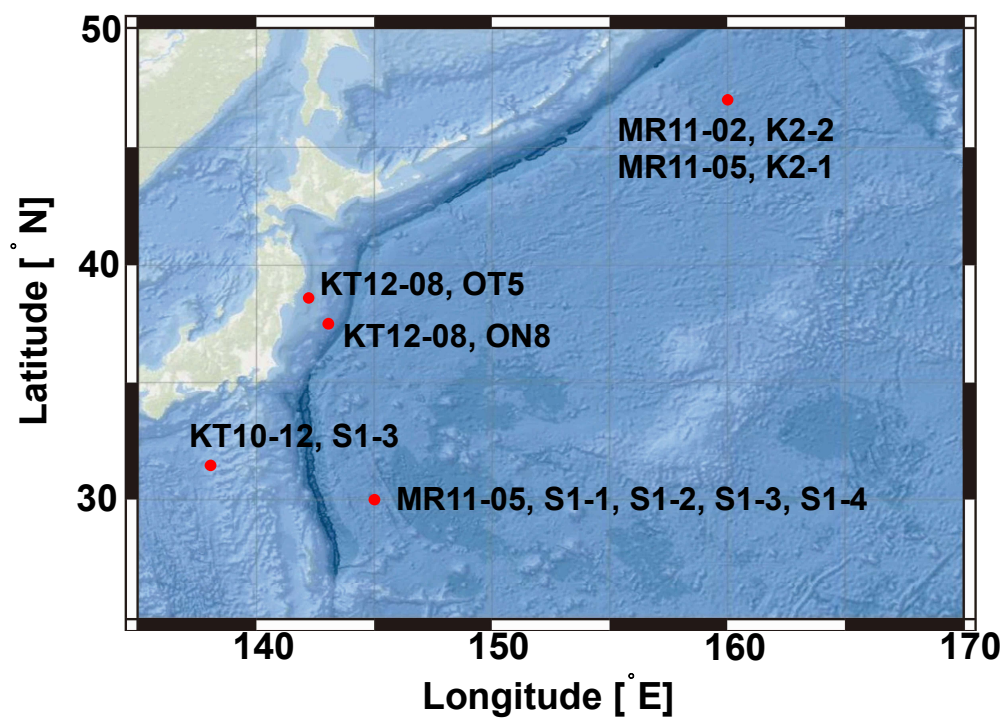 50
MR11-02, K2-2
MR11-05, K2-1
40
KT12-08, OT5
KT12-08, ON8
KT10-12, S1-3
30
MR11-05, S1-1, S1-2, S1-3, S1-4
Latitude [ ° N]
140
150
160
170
Longitude [ ° E]